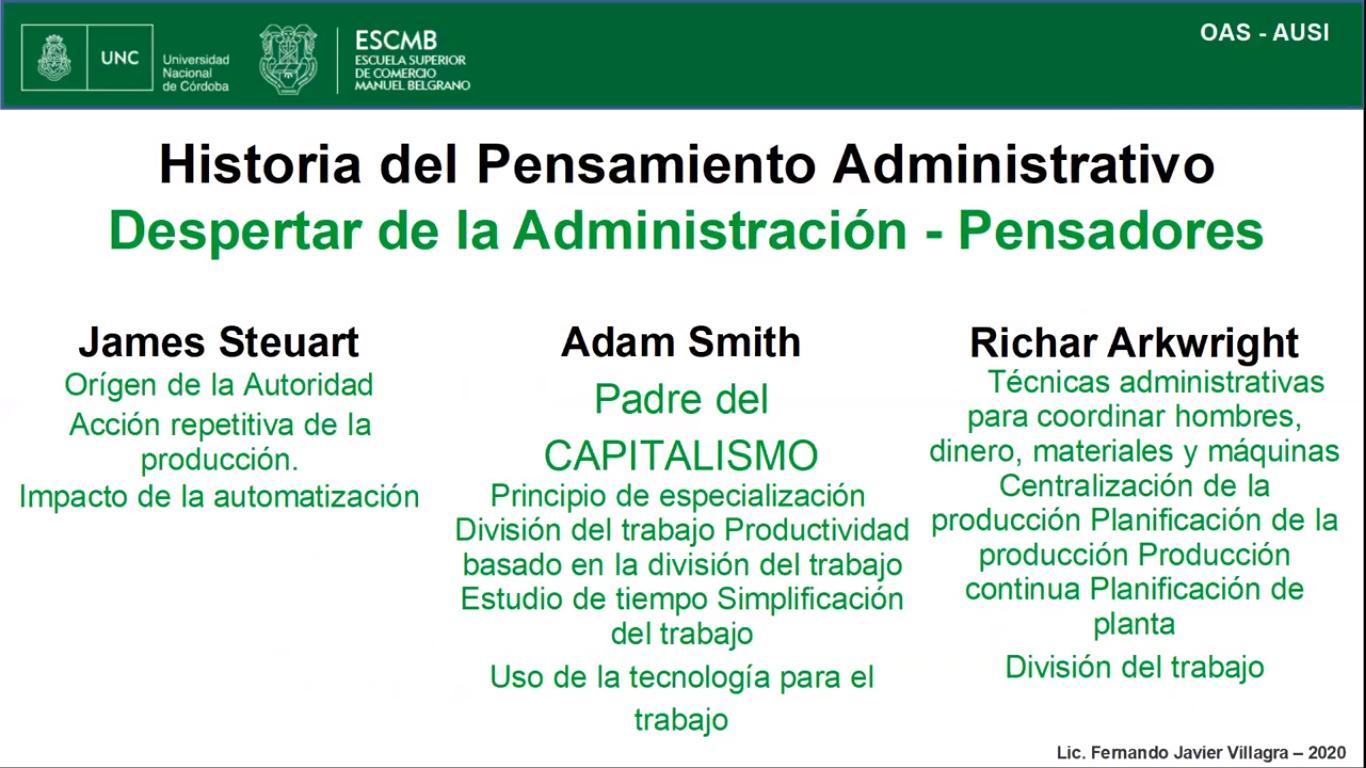 UNC
Universidad
Nacional
de Córdoba
ESCMB
ESCUELA SUPERIOR
DE COMERCIO
MANUEL BELGRANO
OAS - AUSI
Historia del Pensamiento Administrativo
Despertar de la Administración - Pensadores
James Steuart
Orígen de la Autoridad
Acción repetitiva de la
producción.
Impacto de la automatización
Adam Smith
Padre del
CAPITALISMO
Principio de especialización
División del trabajo Productividad
basado en la división del trabajo
Estudio de tiempo Simplificación
del trabajo
Uso de la tecnología para el
trabajo
Richar Arkwright
Técnicas administrativas
para coordinar hombres,
dinero, materiales y máquinas
Centralización de la
producción Planificación de la
producción Producción
continua Planificación de
planta
División del trabajo
Lic. Fernando Javier Villagra – 2020